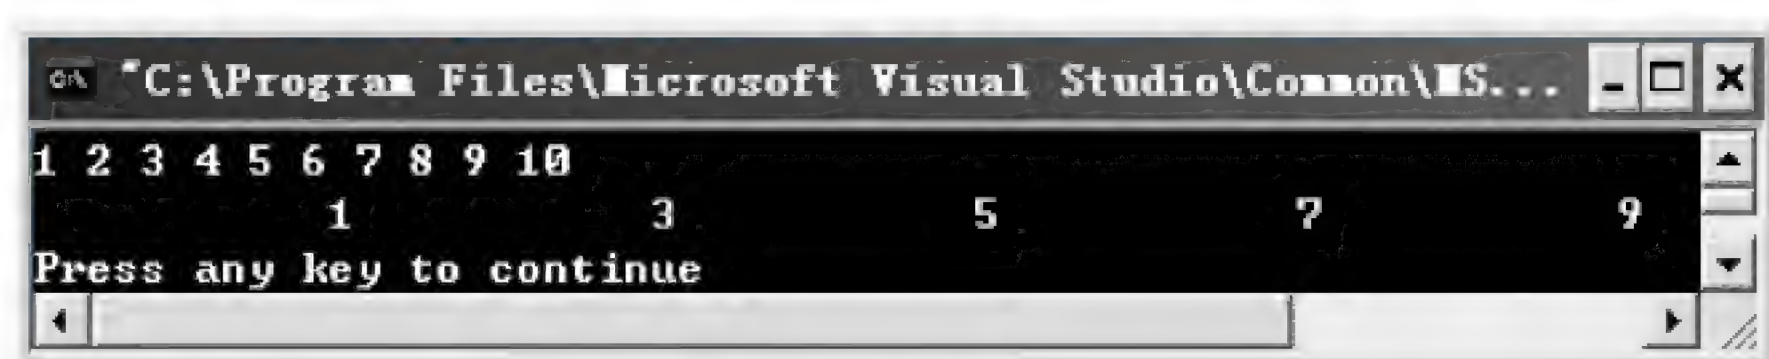 "C:\Program Files\Microsoft Visual Studio\Common\MS...
1 2 3 4 5 6 7 8 9 10
1 3 5 7 9
Press any key to continue